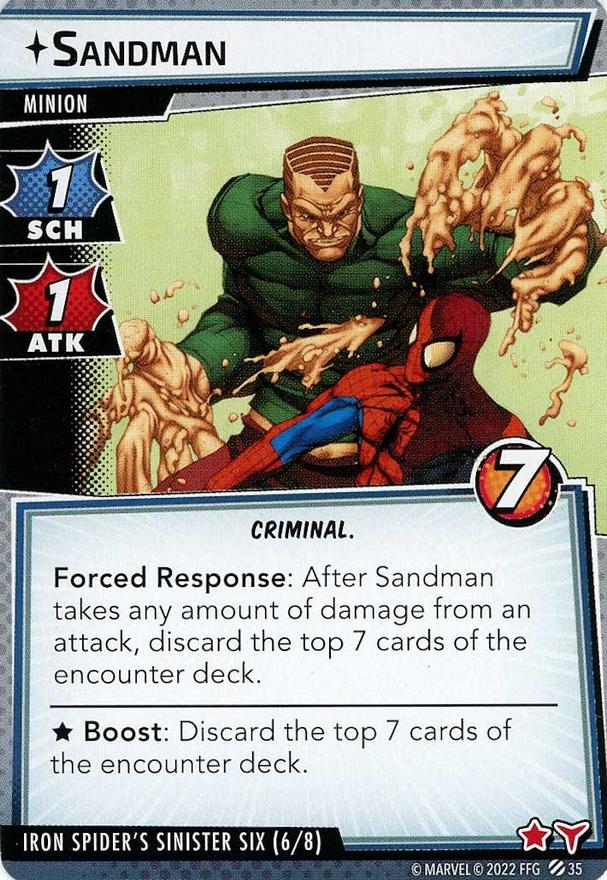 SANDMAN
MINION
1
SCH
1
ATK
7
CRIMINAL.
Forced Response: After Sandman
takes any amount of damage from an
attack, discard the top 7 cards of the
encounter deck.
★ Boost: Discard the top 7 cards of
the encounter deck.
IRON SPIDER'S SINISTER SIX (6/8)
© MARVEL © 2022 FFG 35